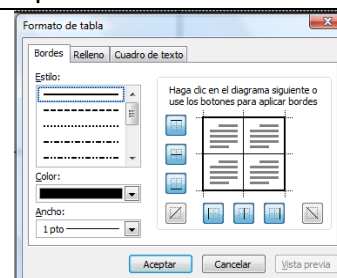 Formato de tabla
Bordes Relleno Cuadro de texto
Estilo:
Haga clic en el diagrama siguiente o
use los botones para aplicar bordes
Color:
Ancho:
1 pto
Aceptar Cancelar Vista previa